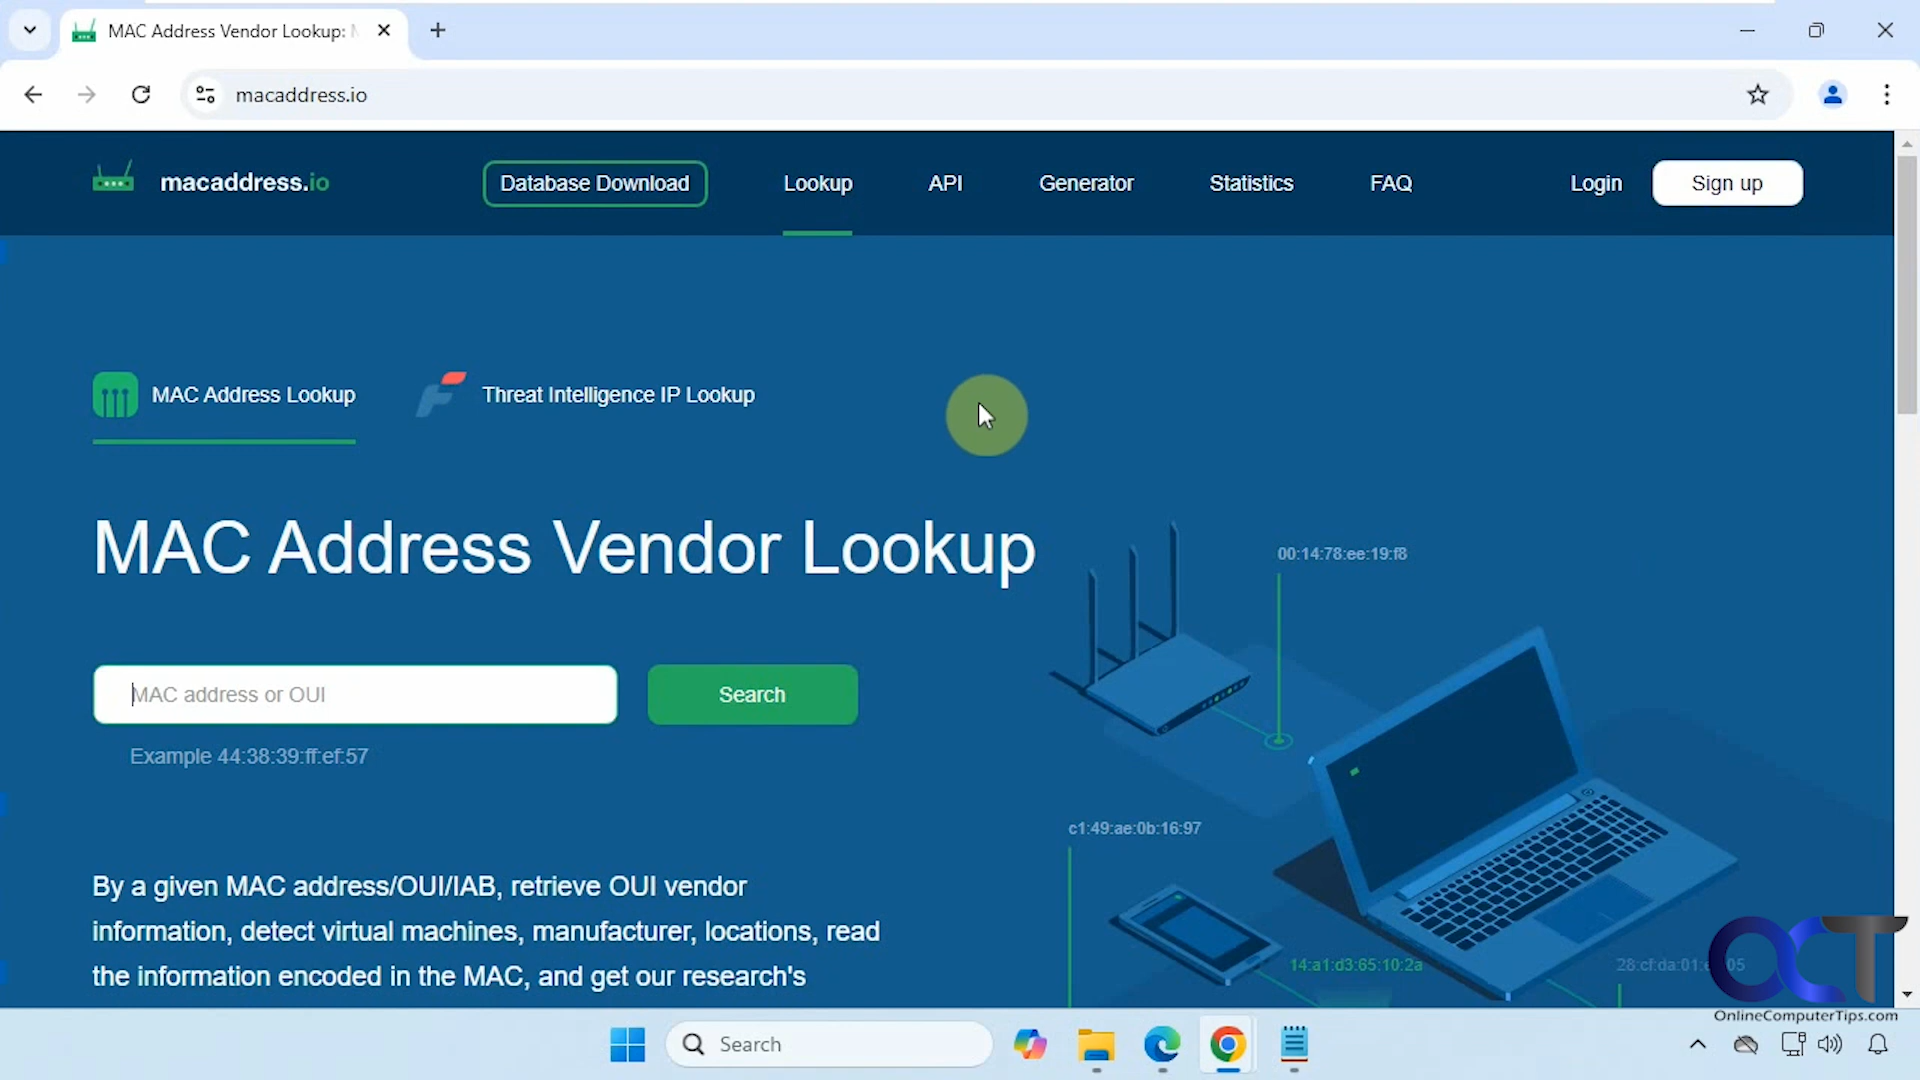 MAC Address Vendor Lookup:
macaddress.io
macaddress.io
Database Download
Lookup
API
Generator
Statistics
FAQ
Login
Sign up
MAC Address Lookup
Threat Intelligence IP Lookup
MAC Address Vendor Lookup
00:14:78:ee:19:f8
MAC address or OUI
Search
Example 44:38:39:ff:ef:57
c1:49:ae:0b:16:97
By a given MAC address/OUI/IAB, retrieve OUI vendor
information, detect virtual machines, manufacturer, locations, read
the information encoded in the MAC, and get our research's
14:a1:d3:65:10:2a
OCT
OnlineComputerTips.com
Search